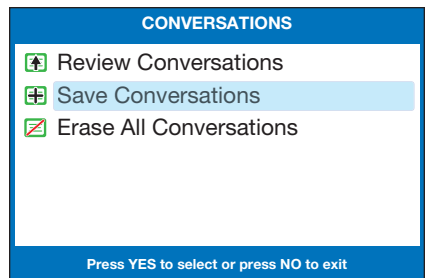 CONVERSATIONS
Review Conversations
Save Conversations
Erase All Conversations
Press YES to select or press NO to exit